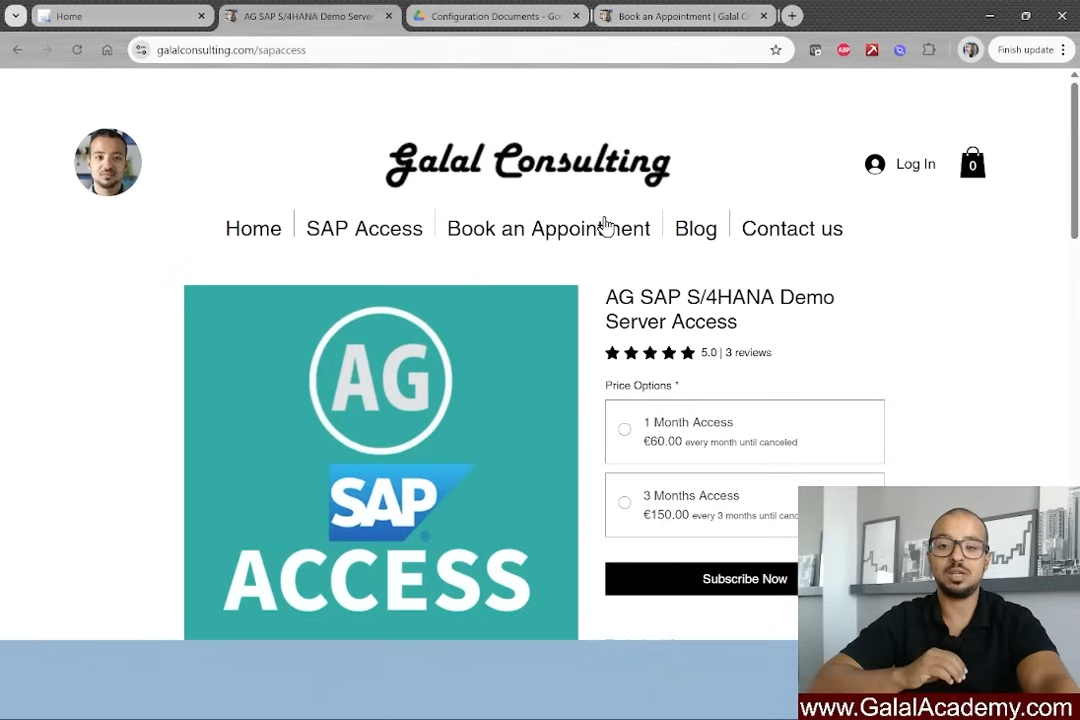 Home
AG SAP S/4HANA Demo Server
Configuration Documents - Goo
Book an Appointment | Galal C
galalconsulting.com/sapaccess
ABP
Finish update
Galal Consulting
Log In
0
Home
SAP Access
Book an Appointment
Blog
Contact us
AG
SAP
ACCESS
AG SAP S/4HANA Demo
Server Access
5.0 | 3 reviews
Price Options *
1 Month Access
€60.00 every month until canceled
3 Months Access
€150.00 every 3 months until canc
Subscribe Now
www.GalalAcademy.com